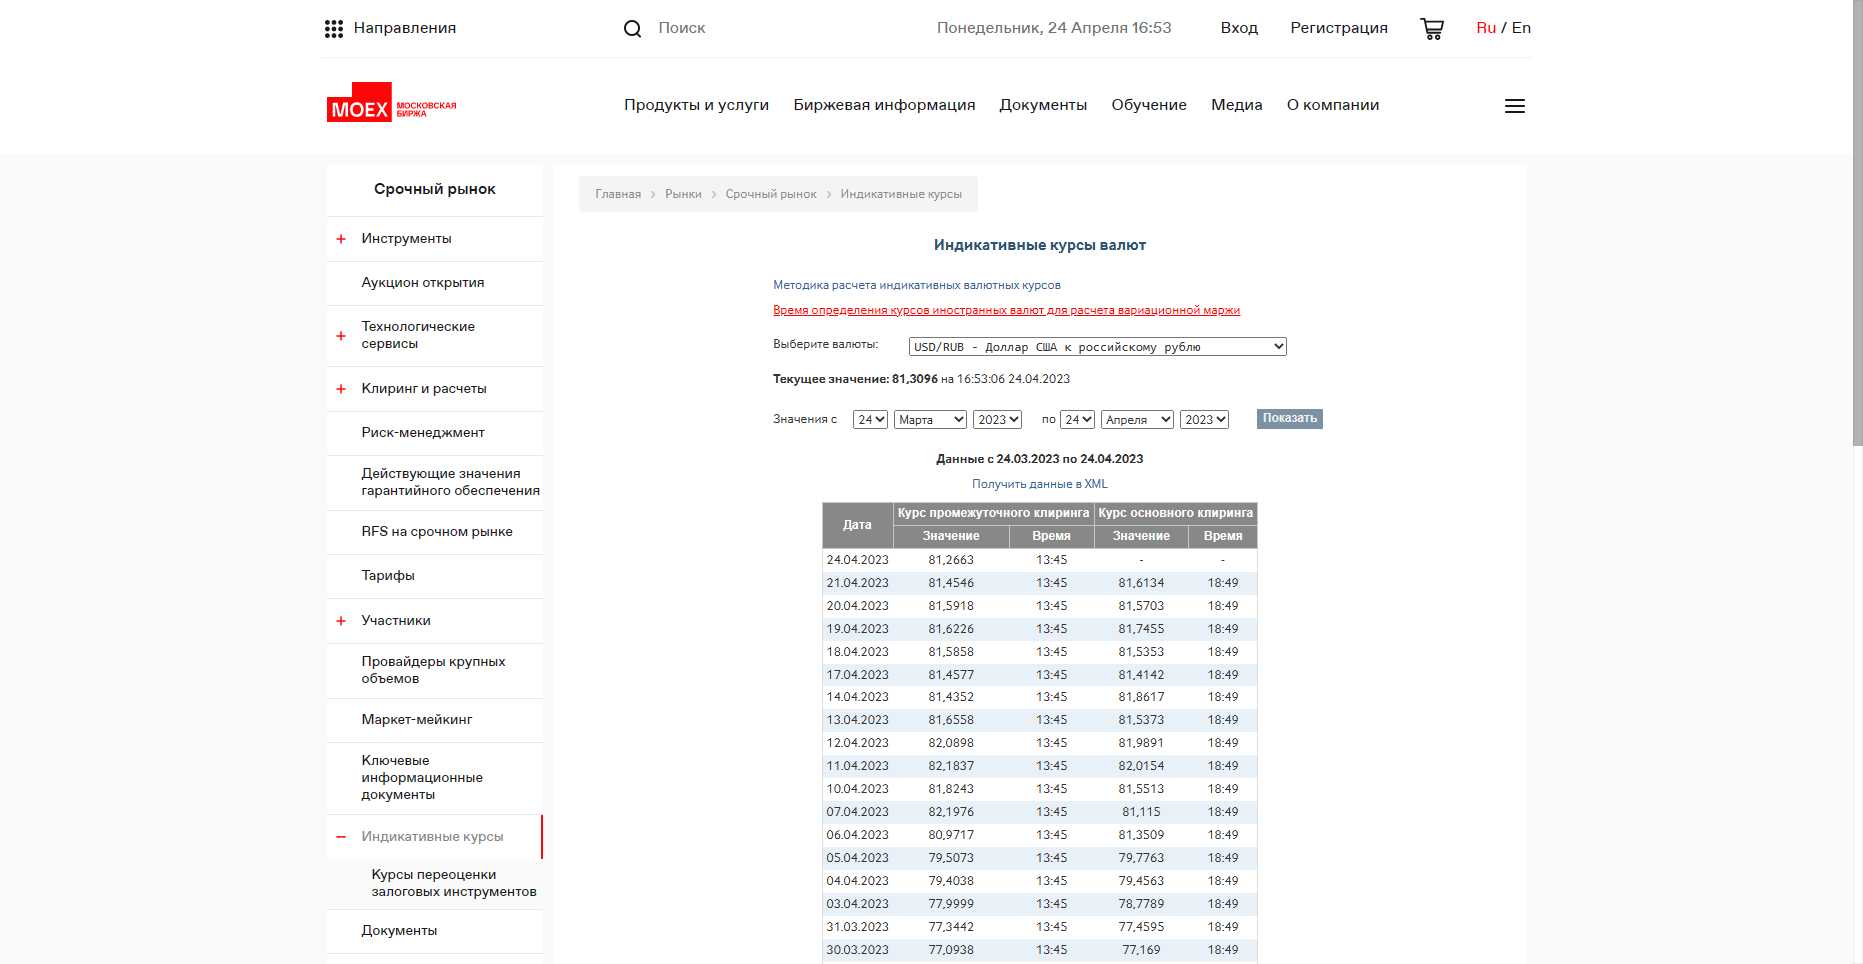 Направления
Поиск
Понедельник, 24 Апреля 16:53
Вход
Регистрация
Ru / En
MOEX МОСКОВСКАЯ БИРЖА
Продукты и услуги
Биржевая информация
Документы
Обучение
Медиа
О компании
Срочный рынок
+ Инструменты
Аукцион открытия
+ Технологические
сервисы
+ Клиринг и расчеты
Риск-менеджмент
Действующие значения
гарантийного обеспечения
RFS на срочном рынке
Тарифы
+ Участники
Провайдеры крупных
объемов
Маркет-мейкинг
Ключевые
информационные
документы
− Индикативные курсы
Курсы переоценки
залоговых инструментов
Документы
Главная > Рынки > Срочный рынок > Индикативные курсы
Индикативные курсы валют
Методика расчета индикативных валютных курсов
Время определения курсов иностранных валют для расчета вариационной маржи
Выберите валюты: USD/RUB - Доллар США к российскому рублю
Текущее значение: 81,3096 на 16:53:06 24.04.2023
Значения с 24 Марта 2023 по 24 Апреля 2023 Показать
Данные с 24.03.2023 по 24.04.2023
Получить данные в XML
Дата Курс промежуточного клиринга Курс основного клиринга
Значение Время Значение Время
24.04.2023 81,2663 13:45 - -
21.04.2023 81,4546 13:45 81,6134 18:49
20.04.2023 81,5918 13:45 81,5703 18:49
19.04.2023 81,6226 13:45 81,7455 18:49
18.04.2023 81,5858 13:45 81,5353 18:49
17.04.2023 81,4577 13:45 81,4142 18:49
14.04.2023 81,4352 13:45 81,8617 18:49
13.04.2023 81,6558 13:45 81,5373 18:49
12.04.2023 82,0898 13:45 81,9891 18:49
11.04.2023 82,1837 13:45 82,0154 18:49
10.04.2023 81,8243 13:45 81,5513 18:49
07.04.2023 82,1976 13:45 81,115 18:49
06.04.2023 80,9717 13:45 81,3509 18:49
05.04.2023 79,5073 13:45 79,7763 18:49
04.04.2023 79,4038 13:45 79,4563 18:49
03.04.2023 77,9999 13:45 78,7789 18:49
31.03.2023 77,3442 13:45 77,4595 18:49
30.03.2023 77,0938 13:45 77,169 18:49